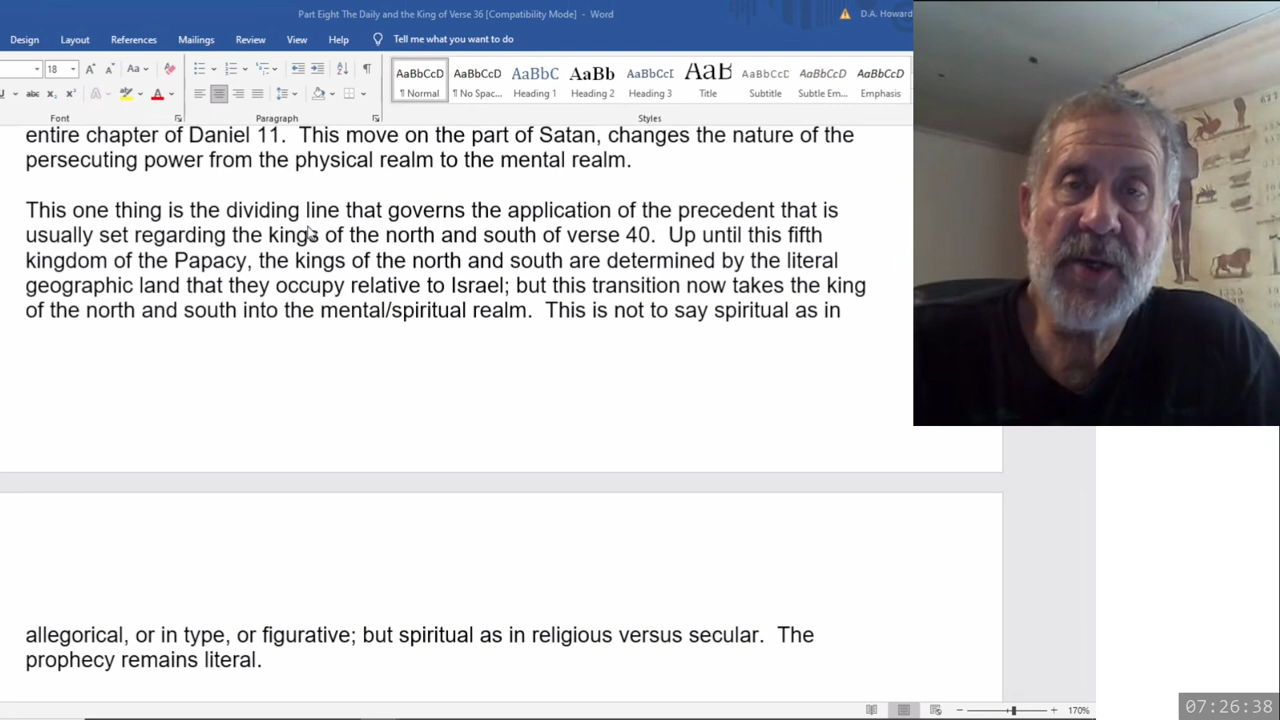 Part Eight The Daily and the King of Verse 36 [Compatibility Mode] - Word
D.A. Howard
Design Layout References Mailings Review View Help Tell me what you want to do
18 Aa
AaBbCcD AaBbCcD AaBbC AaBb AaBbCcI AaB AaBbCcD AaBbCcD AaBbCcD
¶ Normal ¶ No Spac... Heading 1 Heading 2 Heading 3 Title Subtitle Subtle Em... Emphasis
Font Paragraph Styles
entire chapter of Daniel 11. This move on the part of Satan, changes the nature of the
persecuting power from the physical realm to the mental realm.
This one thing is the dividing line that governs the application of the precedent that is
usually set regarding the kings of the north and south of verse 40. Up until this fifth
kingdom of the Papacy, the kings of the north and south are determined by the literal
geographic land that they occupy relative to Israel; but this transition now takes the king
of the north and south into the mental/spiritual realm. This is not to say spiritual as in
allegorical, or in type, or figurative; but spiritual as in religious versus secular. The
prophecy remains literal.
170%
07:26:38